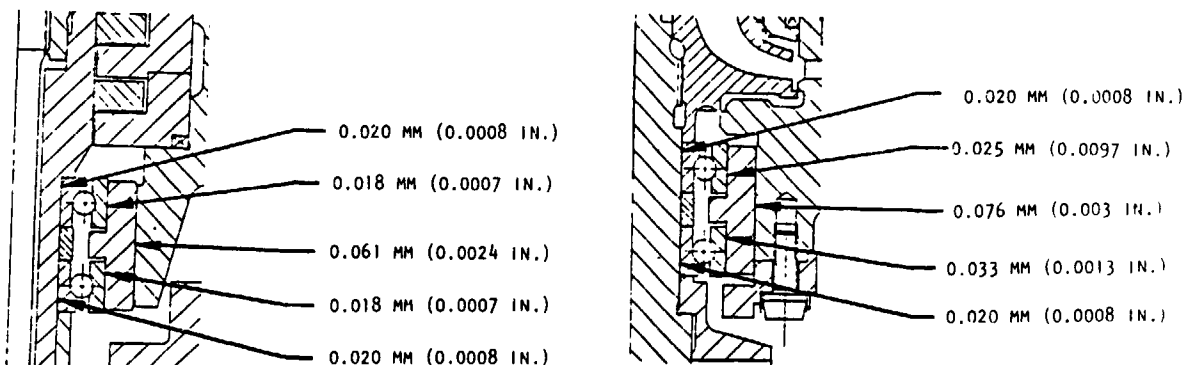 0.020 MM (0.0008 IN.)
0.018 MM (0.0007 IN.)
0.061 MM (0.0024 IN.)
0.018 MM (0.0007 IN.)
0.020 MM (0.0008 IN.)
0.020 MM (0.0008 IN.)
0.025 MM (0.0097 IN.)
0.076 MM (0.003 IN.)
0.033 MM (0.0013 IN.)
0.020 MM (0.0008 IN.)